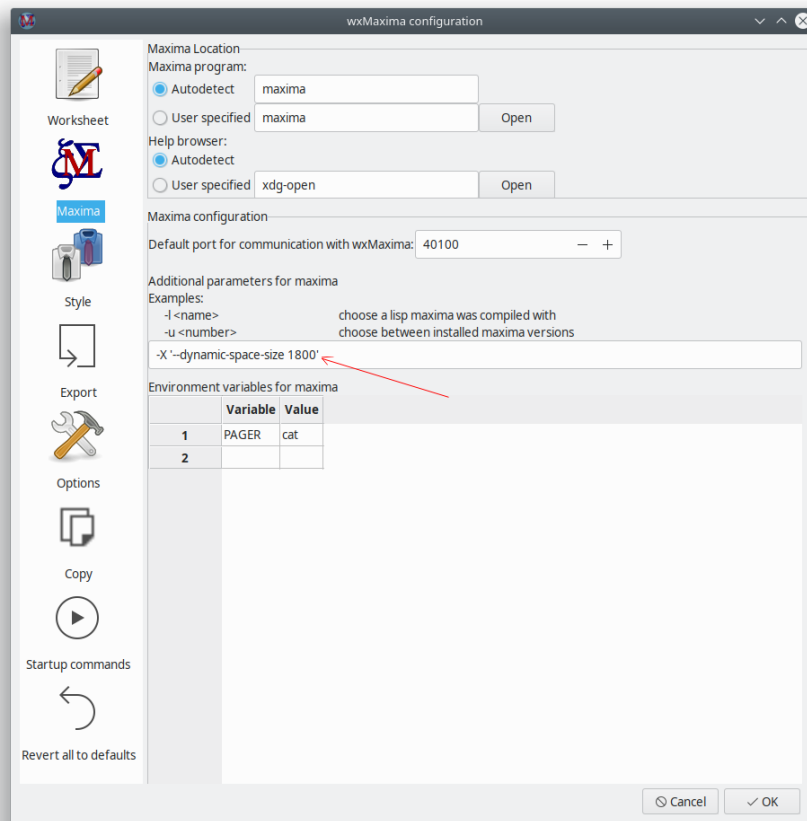 wxMaxima configuration
Worksheet
Maxima
Style
Export
Options
Copy
Startup commands
Revert all to defaults
Maxima Location
Maxima program:
Autodetect maxima
User specified maxima Open
Help browser:
Autodetect
User specified xdg-open Open
Maxima configuration
Default port for communication with wxMaxima: 40100 − +
Additional parameters for maxima
Examples:
-l <name> choose a lisp maxima was compiled with
-u <number> choose between installed maxima versions
-X '--dynamic-space-size 1800'
Environment variables for maxima
Variable Value
1 PAGER cat
2
Cancel OK